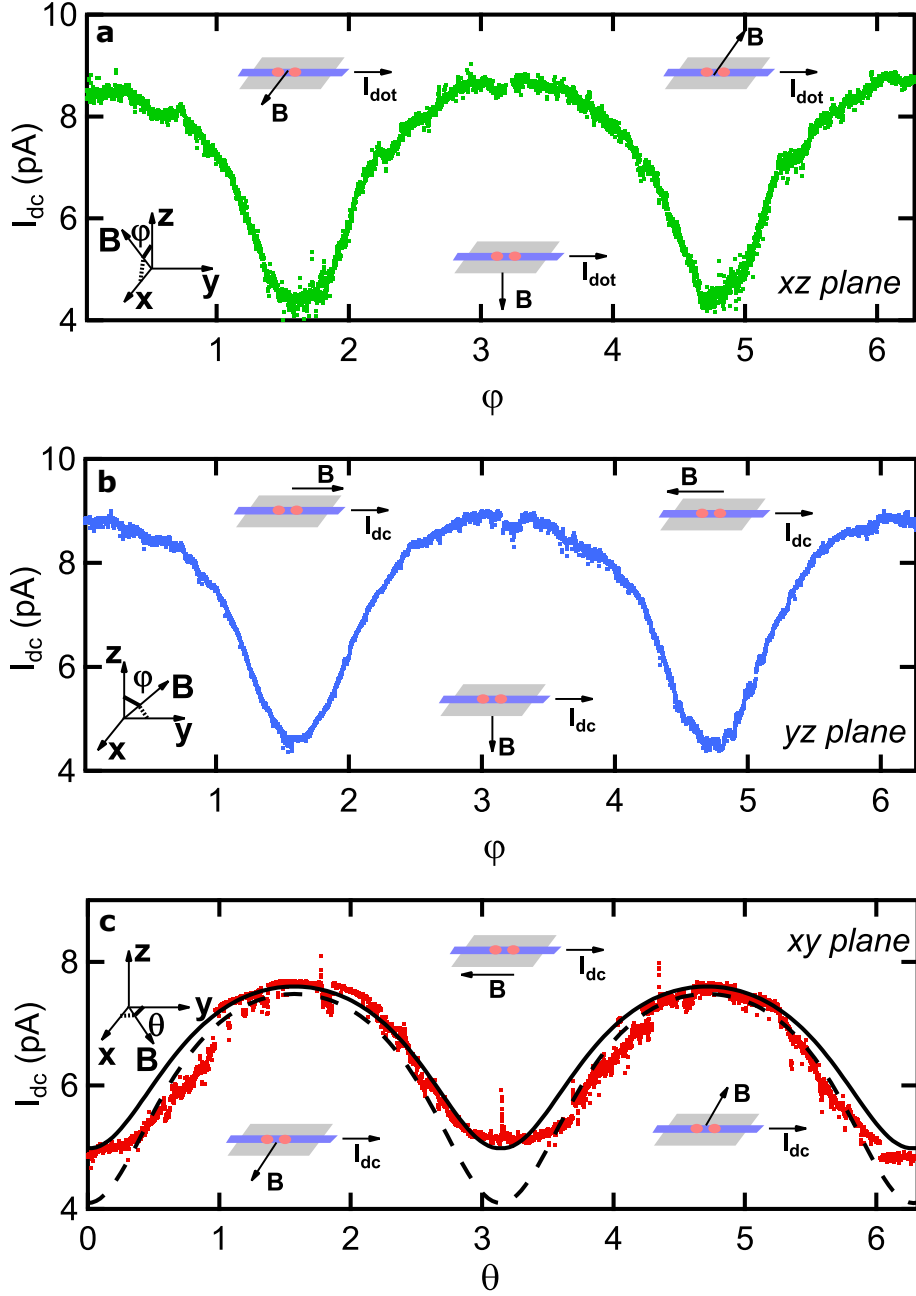 a
10
8
6
4
I_dc (pA)
B
I_dot
B
I_dot
z
B
φ
x
y
B
I_dot
xz plane
1 2 3 4 5 6
φ
b
10
8
6
4
I_dc (pA)
B
I_dc
B
I_dc
z
φ
B
x
y
B
I_dc
yz plane
0 1 2 3 4 5 6
φ
c
8
6
4
I_dc (pA)
z
y
x
θ
B
B
I_dc
xy plane
B
I_dc
B
I_dc
0 1 2 3 4 5 6
θ